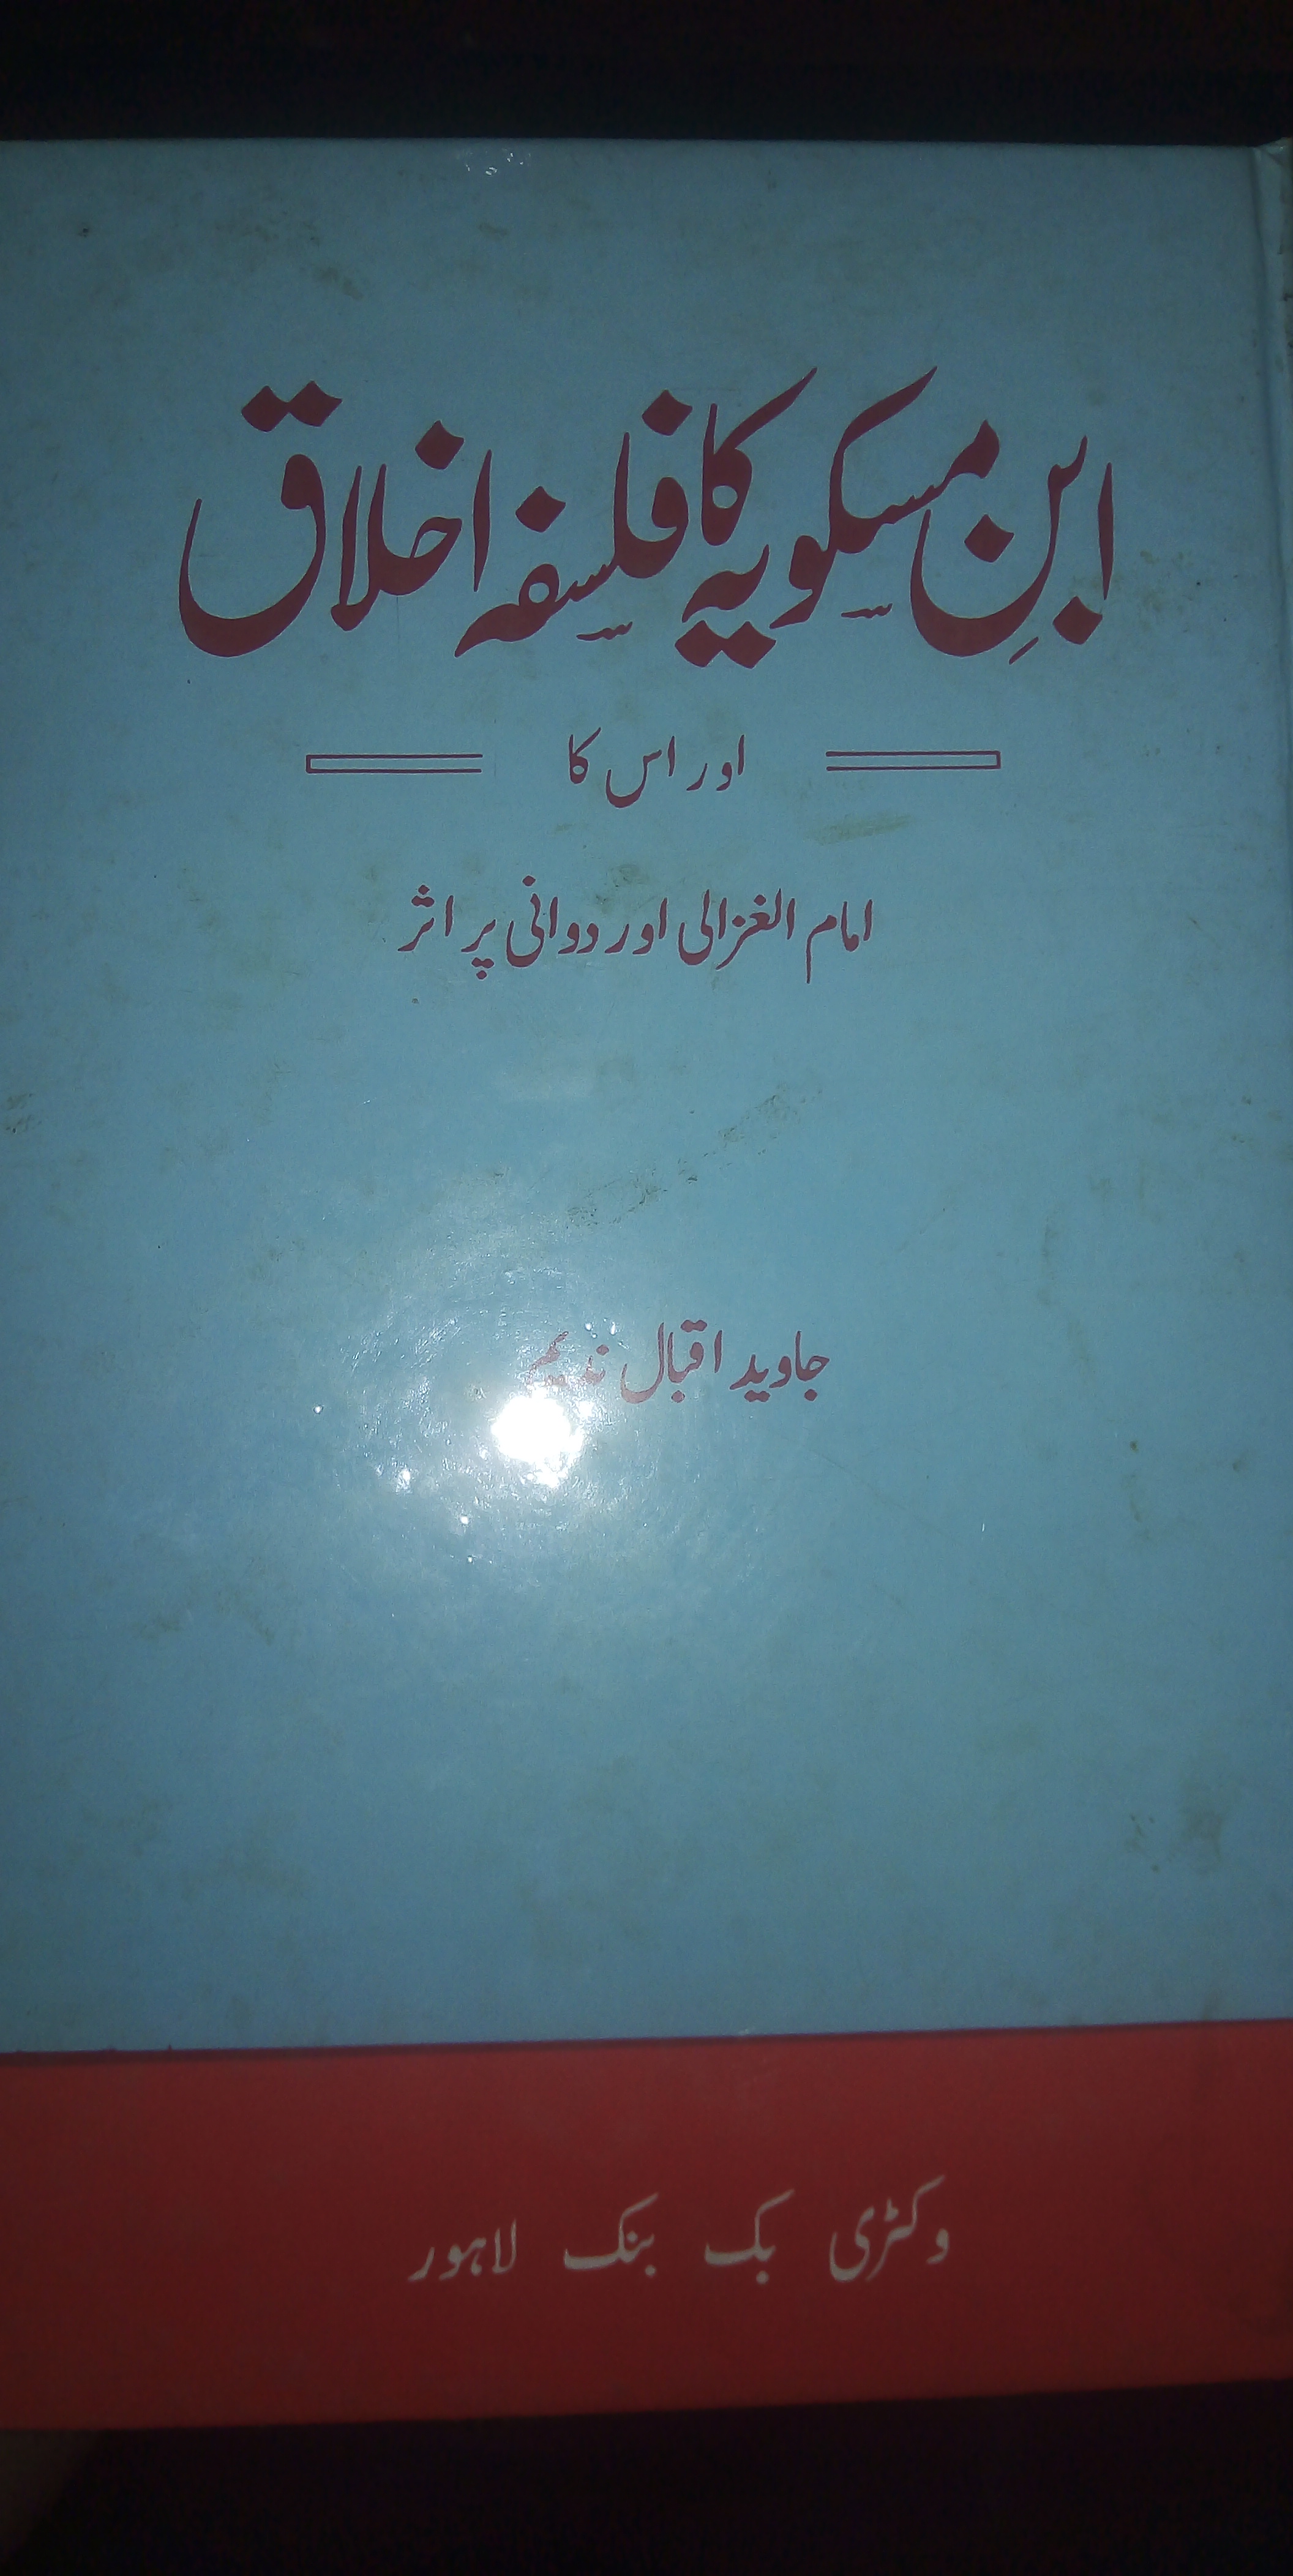 ابنِ مسکویہ کا فلسفہ اخلاق
اور اس کا
امام الغزالی اور دوانی پر اثر
جاوید اقبال ندیم
وکٹری بک بنک لاہور